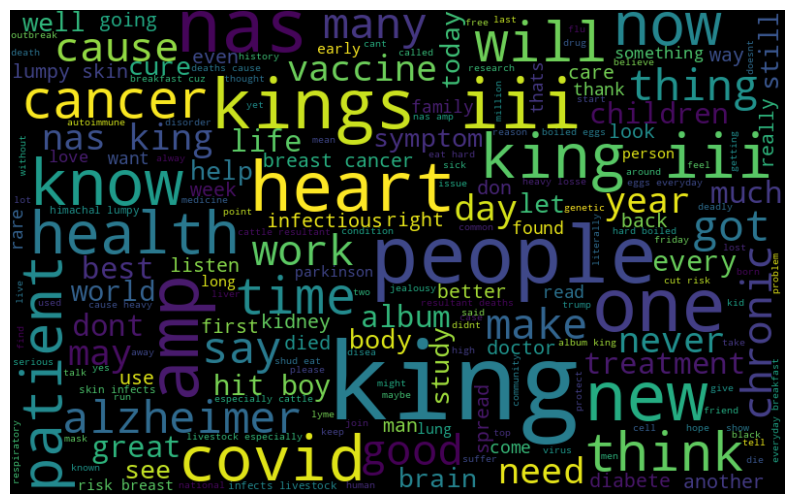 outbreak
death
well going
nas
many
early
even
history
cant
called
flu
free last
now
drug
believe
doesnt
cause
cure
lumpy skin
deaths cause
breakfast cuz
thought
vaccine
today
will
something
way
still
thats
care
thank
research
million
start
thing
cancer
kings iii
autoimmune
disorder
yet
nas amp
family
children
reason
boiled eggs
really
look
nas king
life
symptom
king iii
without
love
want
almdy
mean
eat hard
sick
issue
person
feel
around
getting
eggs everyday
know
help
breast cancer
week
medicine
lot
don
heavy losse
heart
day
let
year
much
genetic
deadly
back
hard boiled
friday
lost
point
infectious
right
found
himachal lumpy
rare
health
cattle resultant
condition
common
literally
got
work
people
one
every
born
problem
best
listen
parkinson
world
cause heavy
long
liver
time
two
better
jealousy
resultant deaths
read
trump
kid
cut risk
chronic
live
used
amp
album
make
never
patient
dont
first
kidney
body
said
didnt
album king
take
find
may
away
say
died
shud eat
disea
study
doctor
treatment
serious
talk
yes
use
hit boy
please
high
might
maybe
community
protect
give
friend
skin infects
run
especially cattle
lyme
king
new
alzheimer
man
lung
spread
come
cell
hope
show
black
tell
men
die
mask
great
livestock especially
join
top
virus
covid
good
need
think
respiratory
known
see
keep
suffer
risk breast
national
infects livestock
human
brain
diabete
another
everyday breakfast